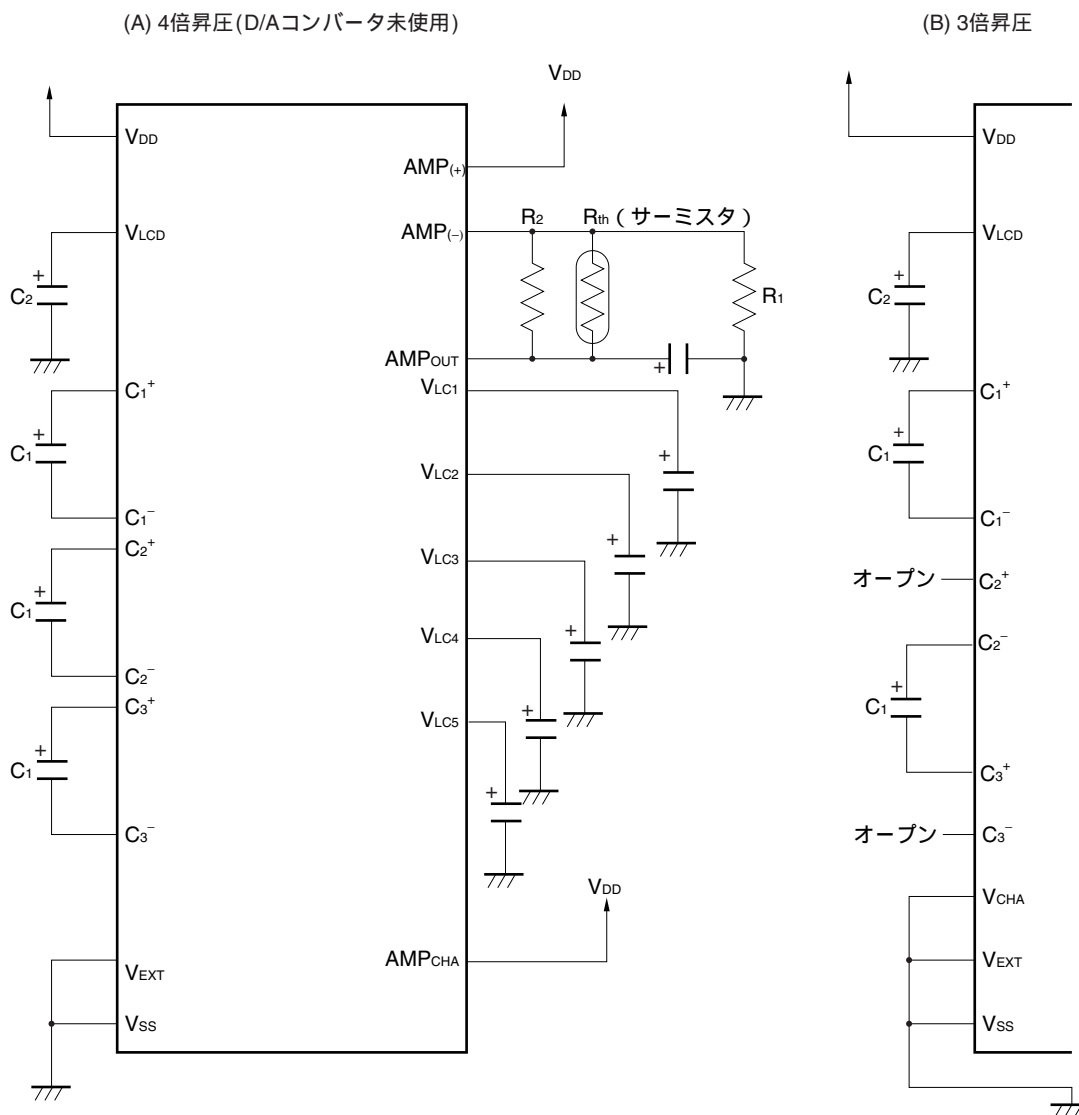 (A) 4倍昇圧(D/Aコンバータ未使用)
VDD
VDD
AMP(+)
VLCD
AMP(−)
R2
Rth(サーミスタ)
+
C2
R1
AMPOUT
+
C1+
VLC1
+
C1
+
VLC2
C1−
C2+
+
VLC3
+
C1
+
VLC4
C2−
C3+
+
VLC5
+
C1
+
C3−
VDD
AMPCHA
VEXT
VSS
(B) 3倍昇圧
VDD
VLCD
+
C2
C1+
+
C1
C1−
オープン
C2+
C2−
+
C1
C3+
オープン
C3−
VCHA
VEXT
VSS